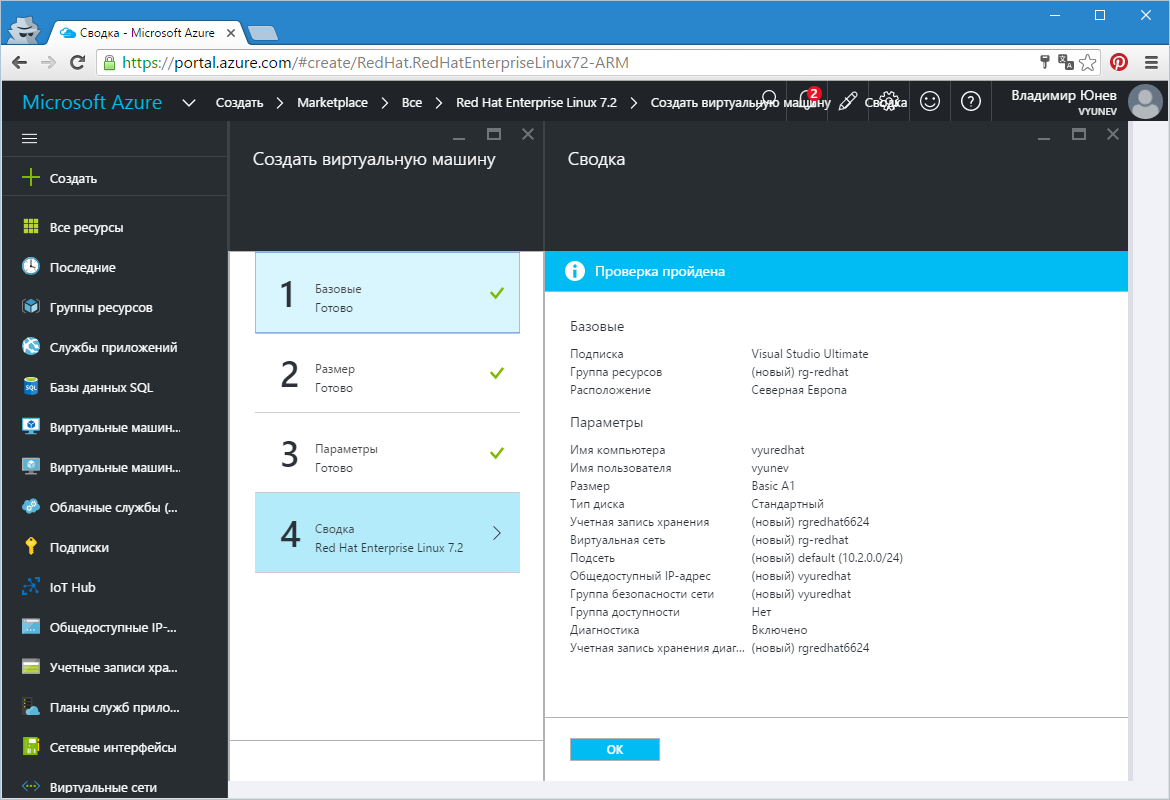 Сводка - Microsoft Azure
https://portal.azure.com/#create/RedHat.RedHatEnterpriseLinux72-ARM
Microsoft Azure
Создать
Marketplace
Все
Red Hat Enterprise Linux 7.2
Создать виртуальную машину
Сводка
2
Владимир Юнев
VYUNEV
Создать
Все ресурсы
Последние
Группы ресурсов
Службы приложений
SQL
Базы данных SQL
Виртуальные машин...
Виртуальные машин...
Облачные службы (...
Подписки
IoT Hub
Общедоступные IP-...
Учетные записи хра...
Планы служб прило...
Сетевые интерфейсы
Виртуальные сети
Создать виртуальную машину
1
Базовые
Готово
2
Размер
Готово
3
Параметры
Готово
4
Сводка
Red Hat Enterprise Linux 7.2
Сводка
Проверка пройдена
Базовые
Подписка Visual Studio Ultimate
Группа ресурсов (новый) rg-redhat
Расположение Северная Европа
Параметры
Имя компьютера vyuredhat
Имя пользователя vyunev
Размер Basic A1
Тип диска Стандартный
Учетная запись хранения (новый) rgredhat6624
Виртуальная сеть (новый) rg-redhat
Подсеть (новый) default (10.2.0.0/24)
Общедоступный IP-адрес (новый) vyuredhat
Группа безопасности сети (новый) vyuredhat
Группа доступности Нет
Диагностика Включено
Учетная запись хранения диаг... (новый) rgredhat6624
OK